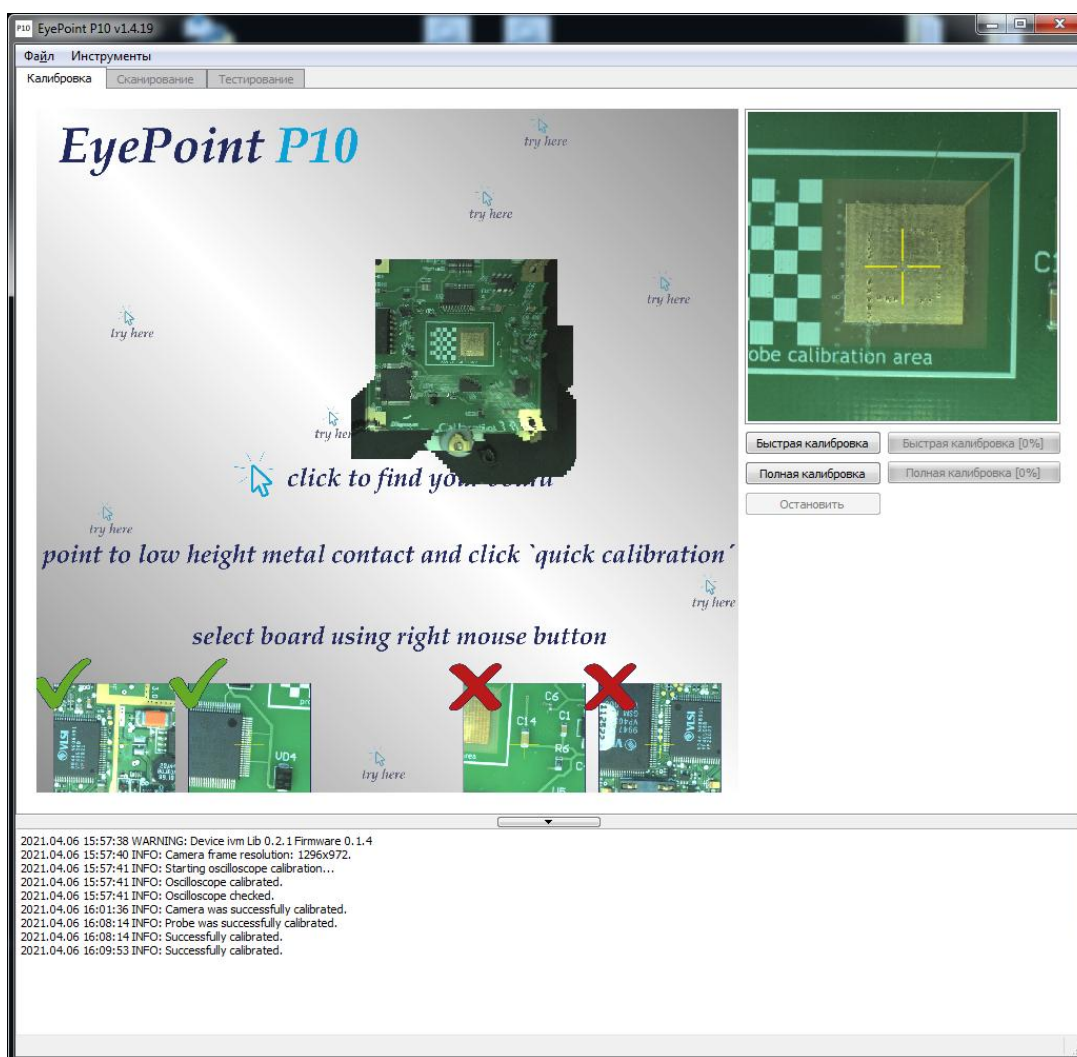 P10 EyePoint P10 v1.4.19
Файл Инструменты
Калибровка Сканирование Тестирование
EyePoint P10
try here
try here
try here
try here
try here
click to find your board
try here
point to low height metal contact and click `quick calibration´
try here
select board using right mouse button
VLSI
VD4
C6
C14
C1
R6
try here
obe calibration area
Быстрая калибровка Быстрая калибровка [0%]
Полная калибровка Полная калибровка [0%]
Остановить
2021.04.06 15:57:38 WARNING: Device ivm Lib 0.2.1 Firmware 0.1.4
2021.04.06 15:57:40 INFO: Camera frame resolution: 1296x972.
2021.04.06 15:57:41 INFO: Starting oscilloscope calibration...
2021.04.06 15:57:41 INFO: Oscilloscope calibrated.
2021.04.06 15:57:41 INFO: Oscilloscope checked.
2021.04.06 16:01:36 INFO: Camera was successfully calibrated.
2021.04.06 16:08:14 INFO: Probe was successfully calibrated.
2021.04.06 16:08:14 INFO: Successfully calibrated.
2021.04.06 16:09:53 INFO: Successfully calibrated.